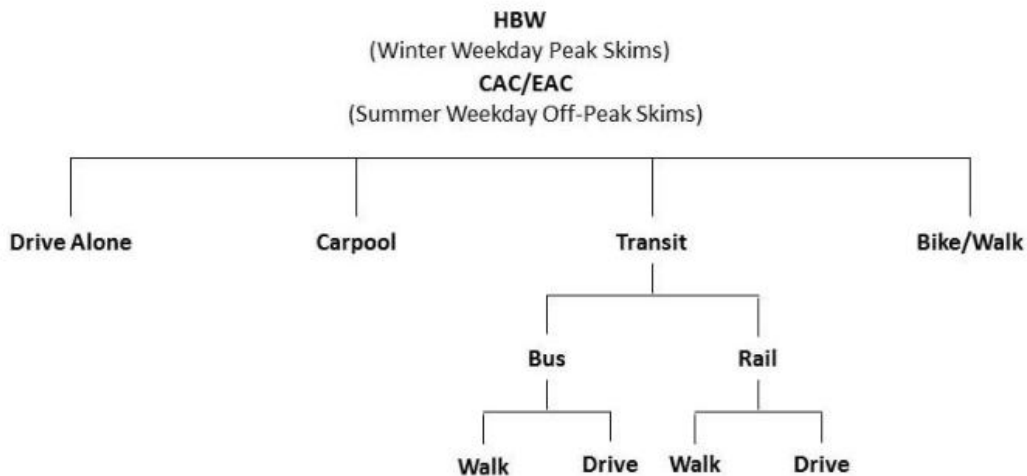 HBW
(Winter Weekday Peak Skims)
CAC/EAC
(Summer Weekday Off-Peak Skims)
Drive Alone Carpool Transit Bike/Walk
Bus Rail
Walk Drive Walk Drive